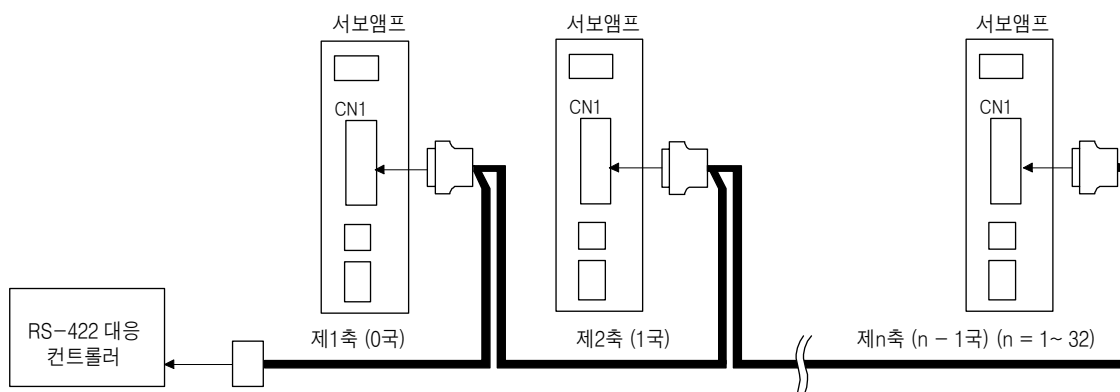 서보앰프
서보앰프
서보앰프
CN1
CN1
CN1
RS-422 대응
컨트롤러
제1축 (0국)
제2축 (1국)
제n축 (n - 1국) (n = 1~ 32)